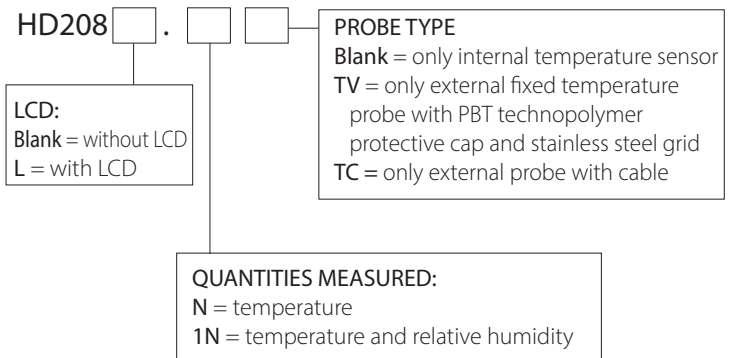 HD208 .
PROBE TYPE
Blank = only internal temperature sensor
TV = only external fixed temperature
probe with PBT technopolymer
protective cap and stainless steel grid
TC = only external probe with cable
LCD:
Blank = without LCD
L = with LCD
QUANTITIES MEASURED:
N = temperature
1N = temperature and relative humidity